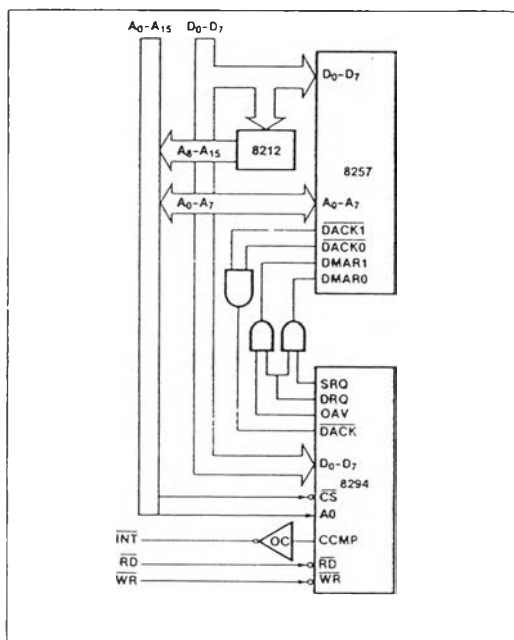 A0-A15 D0-D7
D0-D7
8212
A8-A15
8257
A0-A7
A0-A7
DACK1
DACK0
DMAR1
DMAR0
SRQ
DRQ
OAV
DACK
D0-D7
8294
CS
A0
INT
OC
CCMP
RD
RD
WR
WR